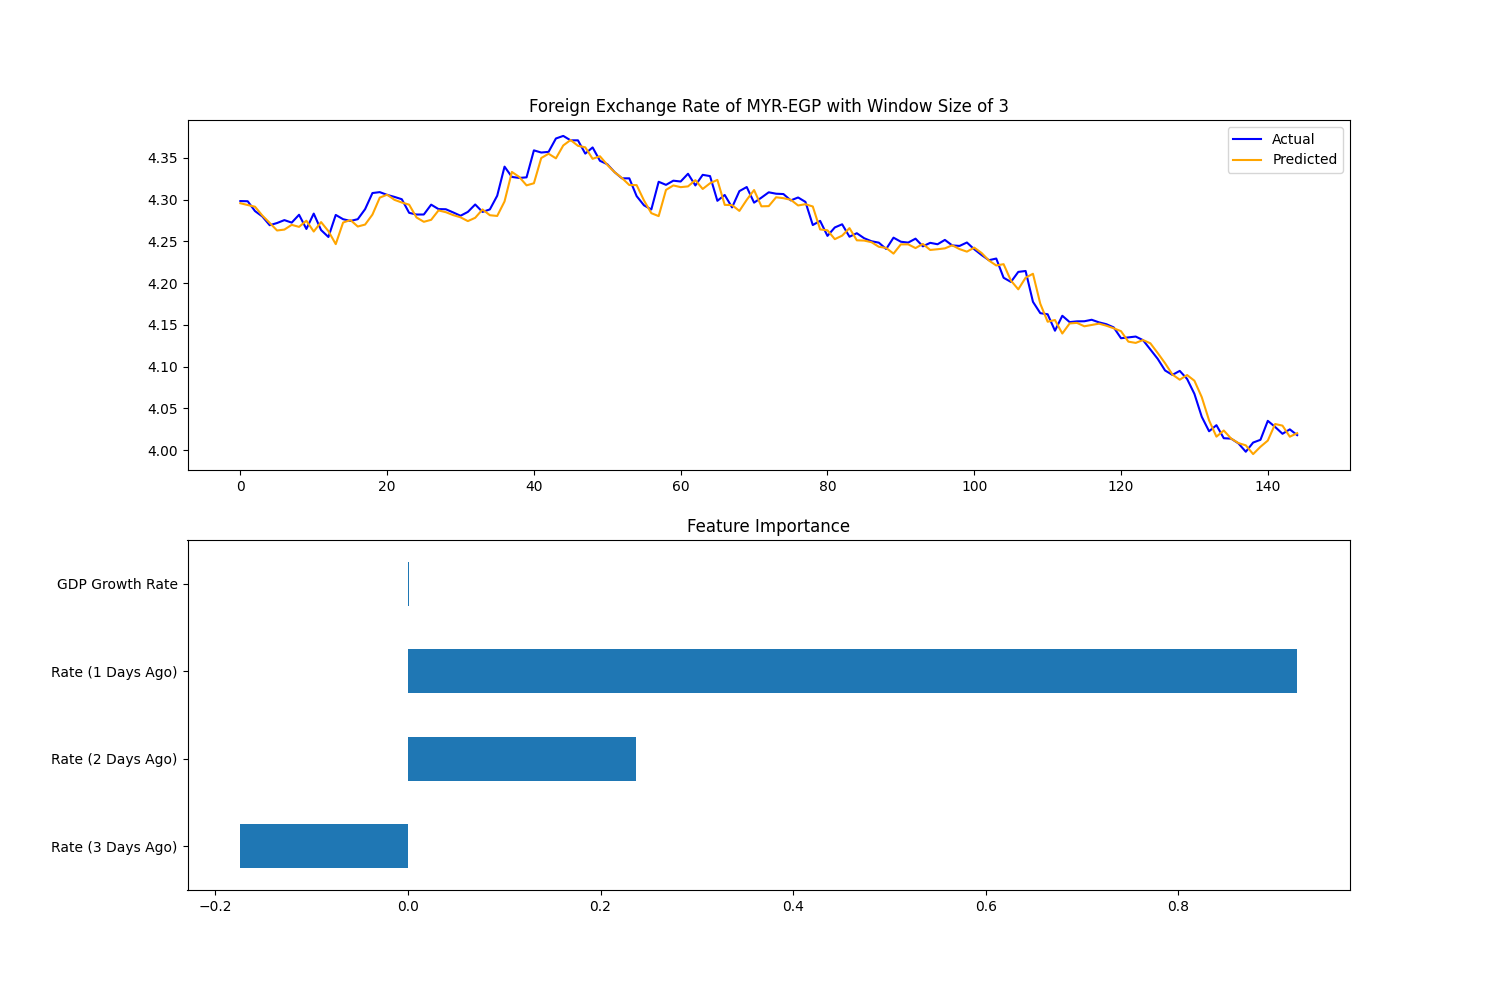 Foreign Exchange Rate of MYR-EGP with Window Size of 3
Actual
Predicted
4.35
4.30
4.25
4.20
4.15
4.10
4.05
4.00
0 20 40 60 80 100 120 140
Feature Importance
GDP Growth Rate
Rate (1 Days Ago)
Rate (2 Days Ago)
Rate (3 Days Ago)
−0.2 0.0 0.2 0.4 0.6 0.8